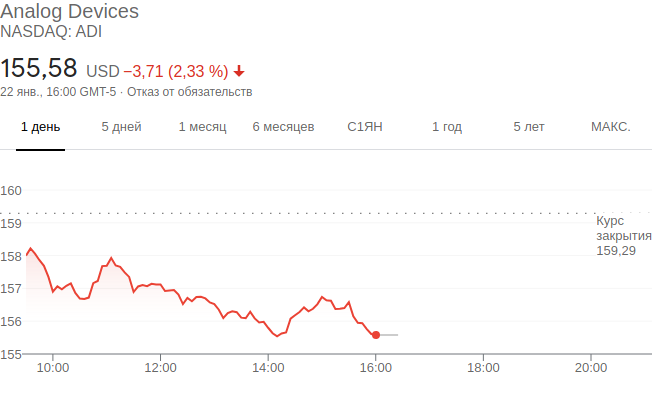 Analog Devices
NASDAQ: ADI
155,58 USD −3,71 (2,33 %)
22 янв., 16:00 GMT-5 · Отказ от обязательств
1 день 5 дней 1 месяц 6 месяцев С1ЯН 1 год 5 лет МАКС.
160
159
158
157
156
155
Курс
закрытия
159,29
10:00 12:00 14:00 16:00 18:00 20:00